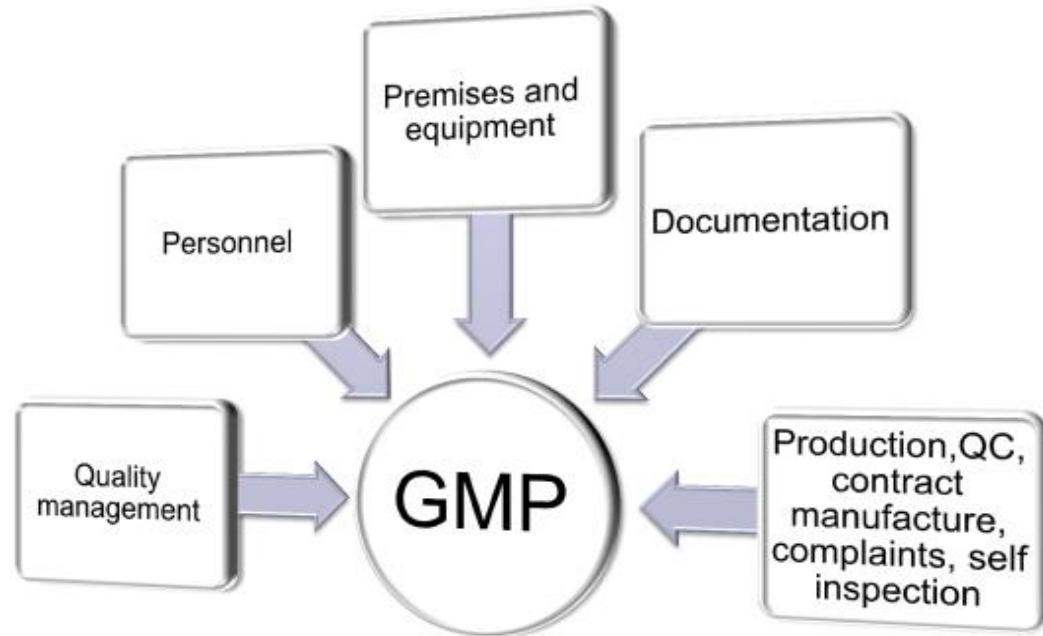 Premises and
equipment
Personnel
Documentation
Quality
management
GMP
Production,QC,
contract
manufacture,
complaints, self
inspection